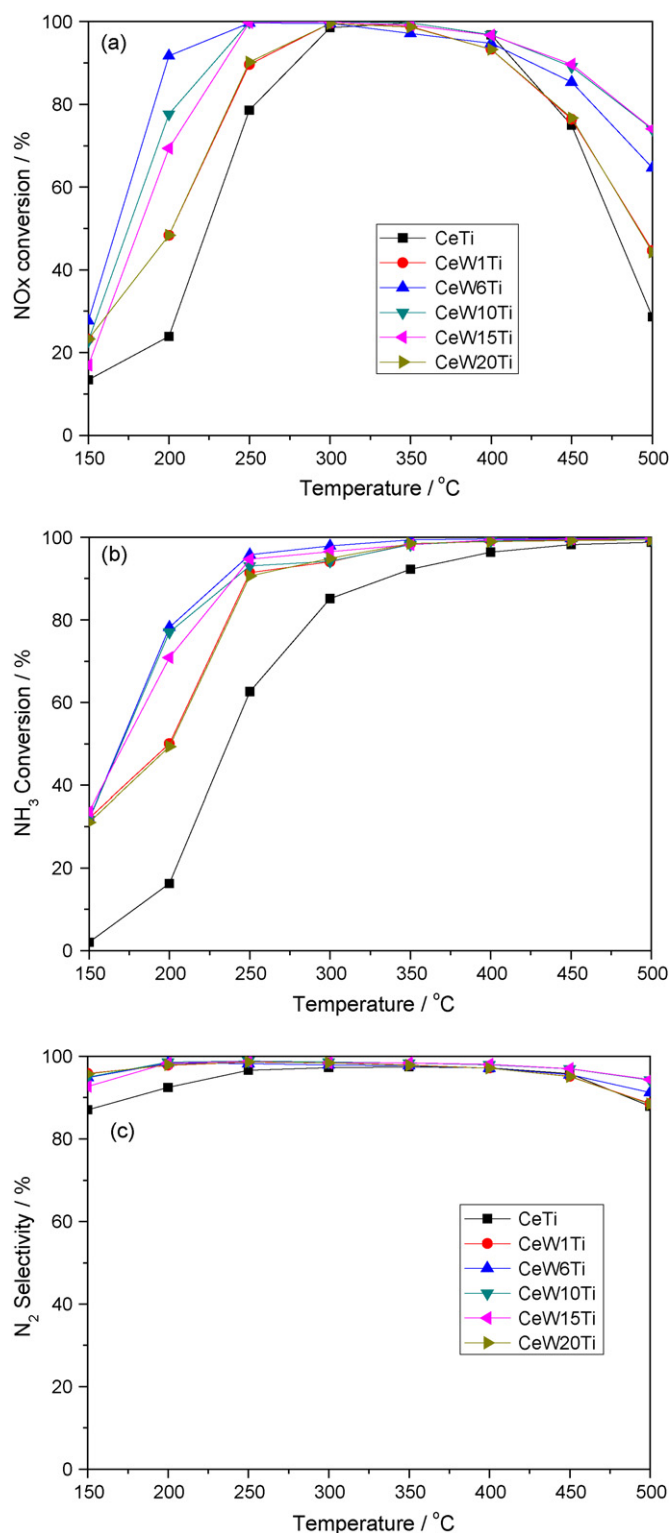 (a)
100
80
60
40
20
0
NOx conversion / %
CeTi
CeW1Ti
CeW6Ti
CeW10Ti
CeW15Ti
CeW20Ti
150 200 250 300 350 400 450 500
Temperature / °C
(b)
100
80
60
40
20
0
NH₃ Conversion / %
150 200 250 300 350 400 450 500
Temperature / °C
(c)
100
80
60
40
20
0
N₂ Selectivity / %
CeTi
CeW1Ti
CeW6Ti
CeW10Ti
CeW15Ti
CeW20Ti
150 200 250 300 350 400 450 500
Temperature / °C